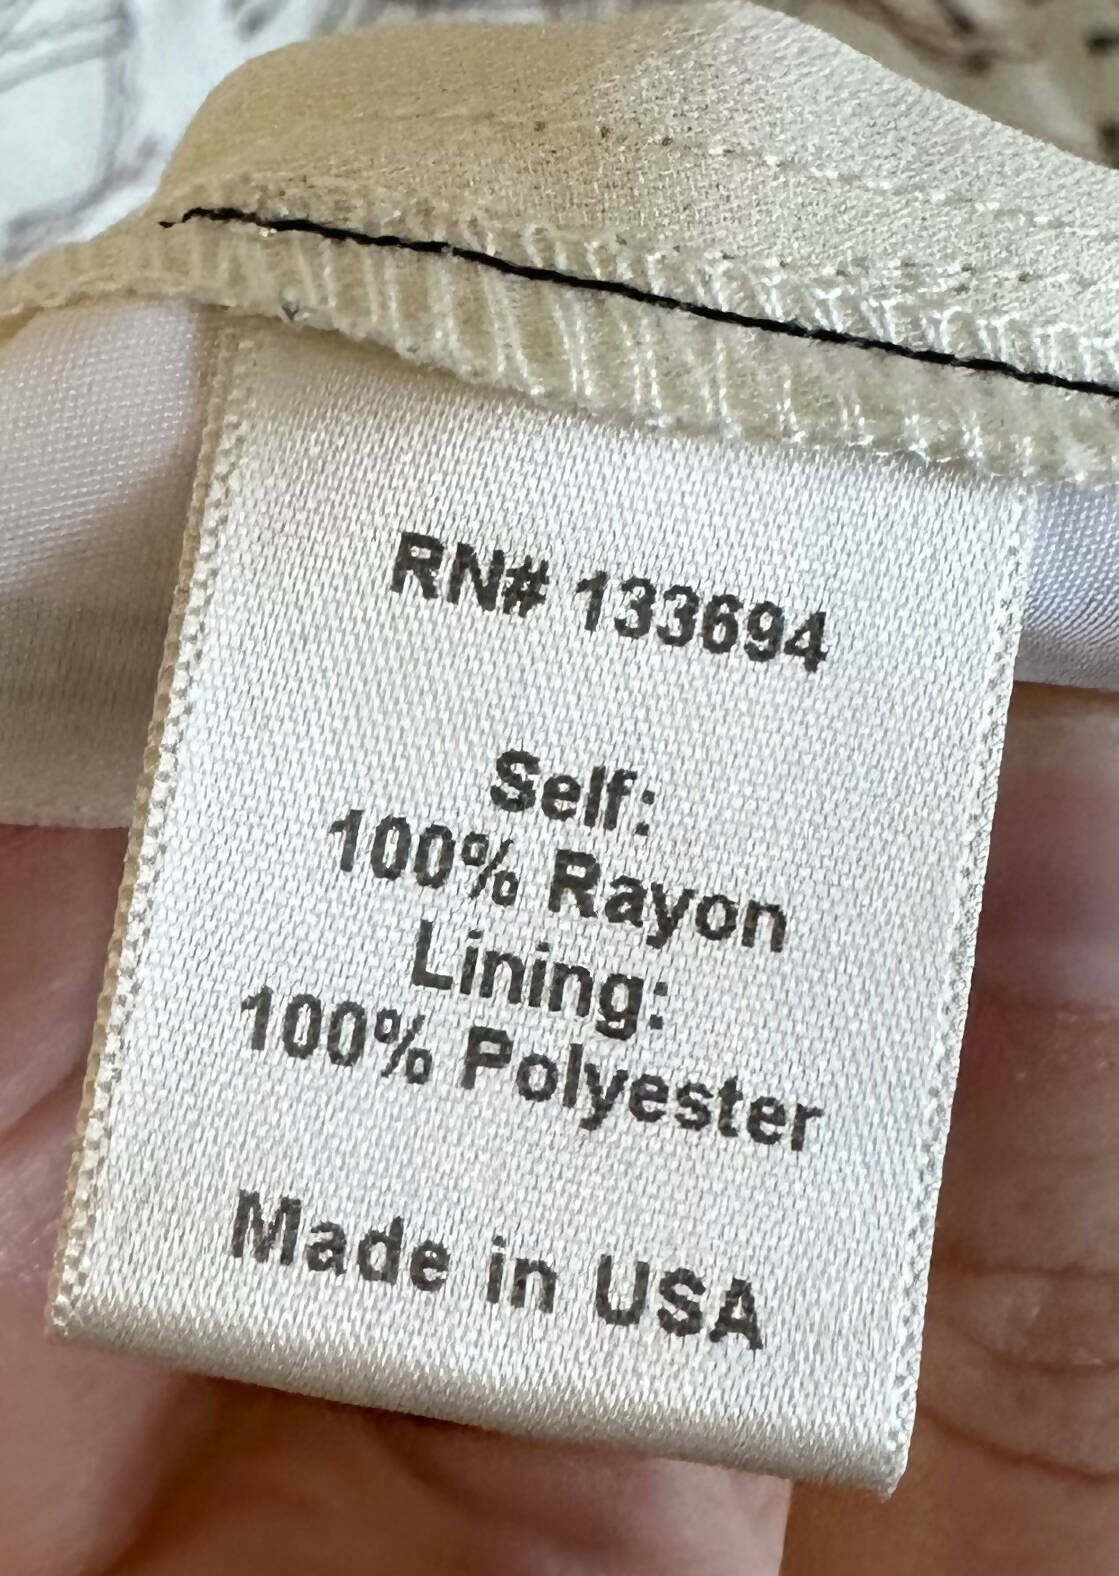 RN# 133694
Self:
100% Rayon
Lining:
100% Polyester
Made in USA